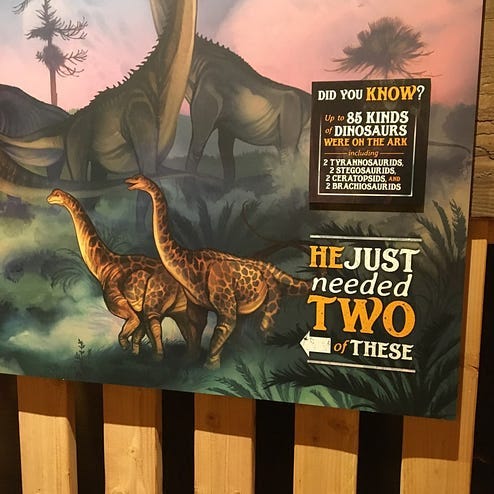 DID YOU KNOW?
Up to 85 KINDS
of DINOSAURS
WERE ON THE ARK
including
2 TYRANNOSAURIDS,
2 STEGOSAURIDS,
2 CERATOPSIDS, AND
2 BRACHIOSAURIDS
HE JUST
needed
TWO
of THESE